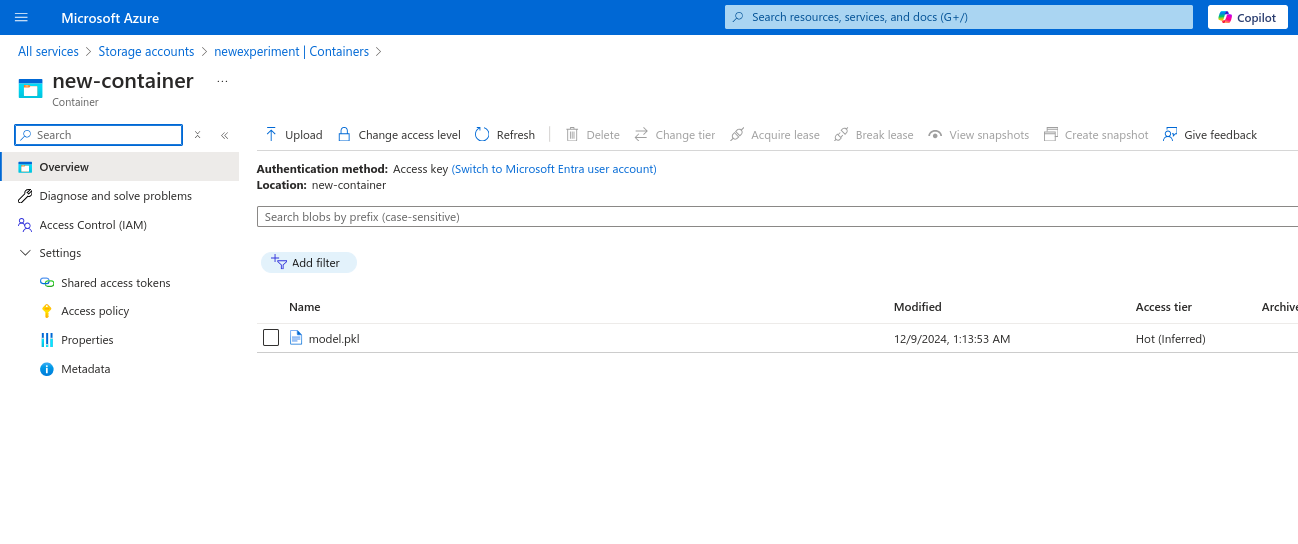 Microsoft Azure
Search resources, services, and docs (G+/)
Copilot
All services > Storage accounts > newexperiment | Containers >
new-container ...
Container
Search
Upload Change access level Refresh Delete Change tier Acquire lease Break lease View snapshots Create snapshot Give feedback
Overview
Diagnose and solve problems
Access Control (IAM)
Settings
Shared access tokens
Access policy
Properties
Metadata
Authentication method: Access key (Switch to Microsoft Entra user account)
Location: new-container
Search blobs by prefix (case-sensitive)
Add filter
Name Modified Access tier Archive
model.pkl 12/9/2024, 1:13:53 AM Hot (Inferred)